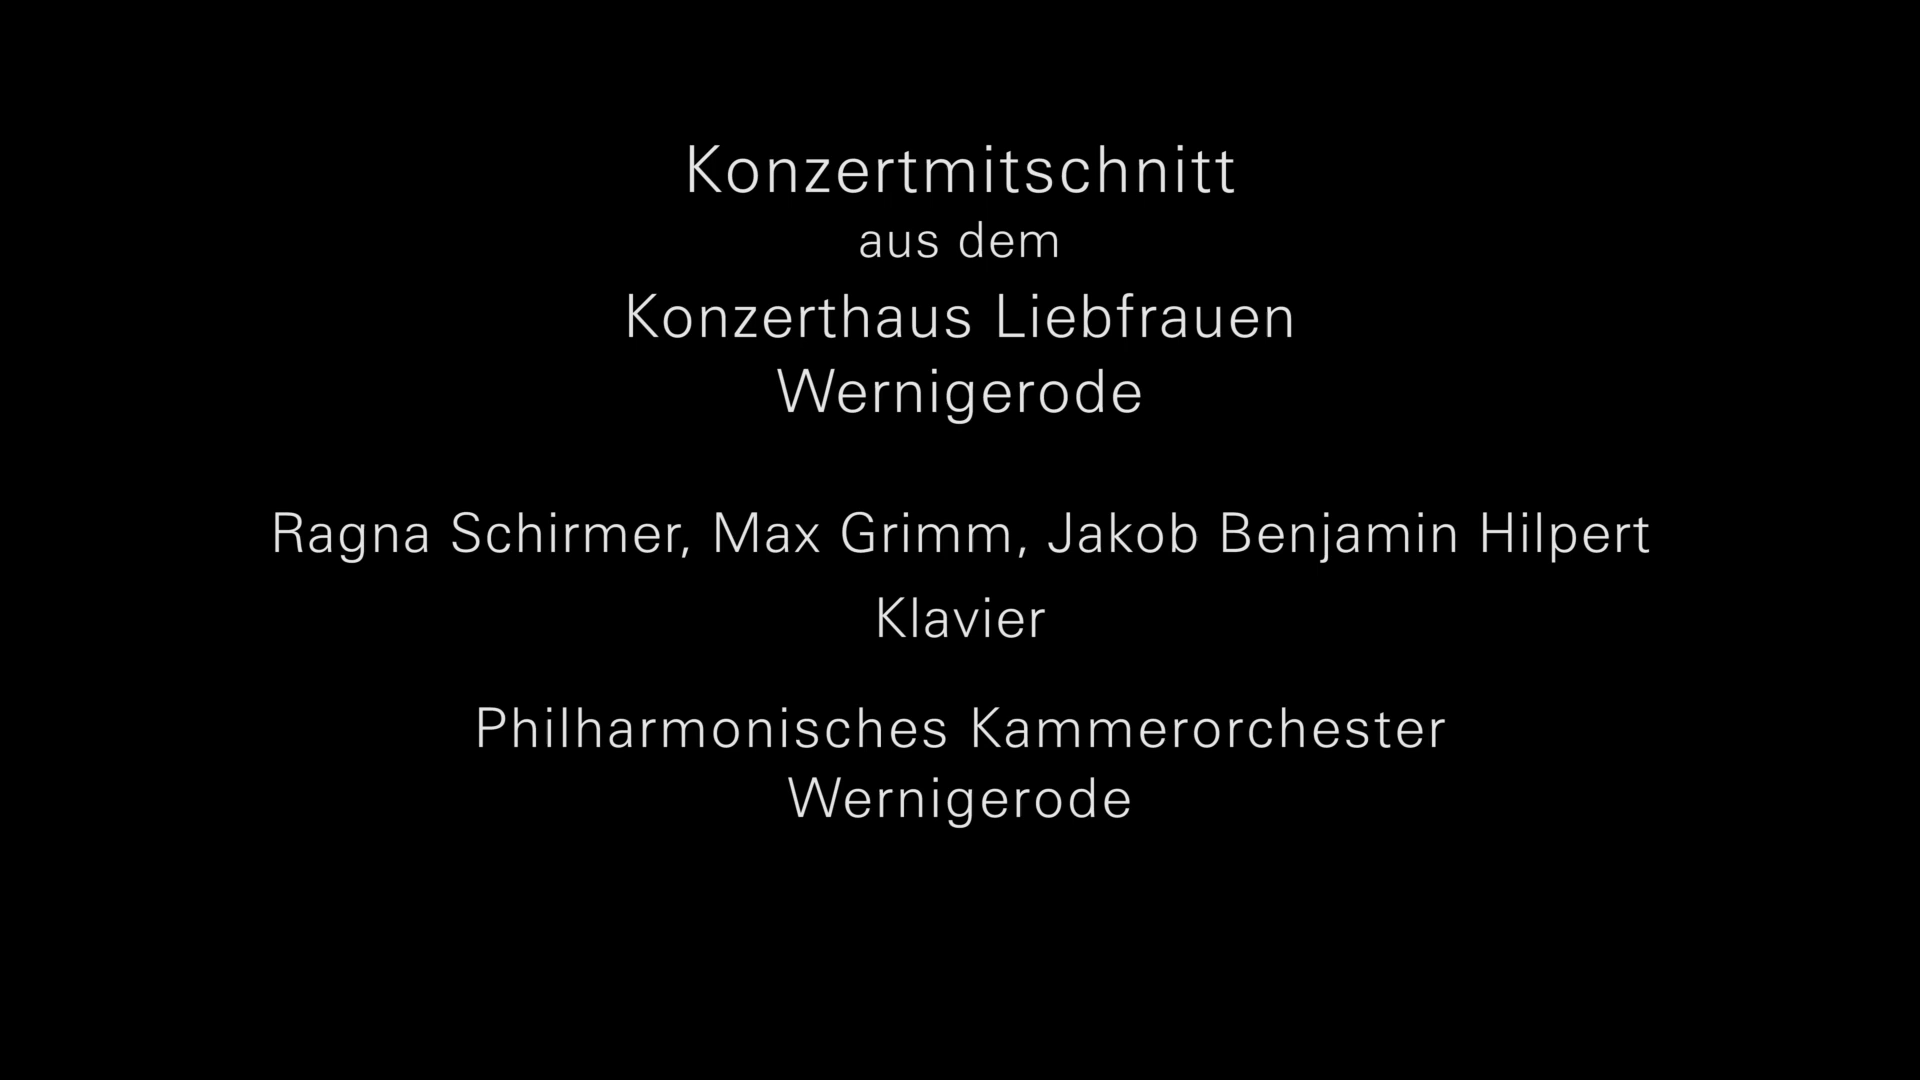 Konzertmitschnitt
aus dem
Konzerthaus Liebfrauen
Wernigerode
Ragna Schirmer, Max Grimm, Jakob Benjamin Hilpert
Klavier
Philharmonisches Kammerorchester
Wernigerode